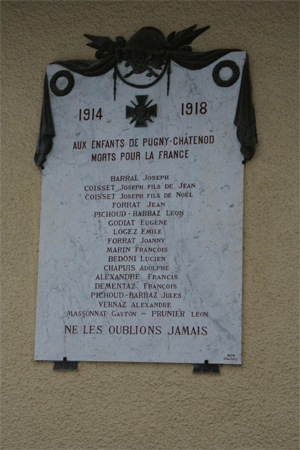 1914 1918
AUX ENFANTS DE PUGNY-CHÂTENOD
MORTS POUR LA FRANCE
BARRAL JOSEPH
COISSET JOSEPH FILS DE JEAN
COISSET JOSEPH FILS DE NOËL
FORRAT JEAN
PICHOUD-BARBAZ LÉON
GODIAT EUGÈNE
LOGEZ EMILE
FORRAT JOANNY
MARIN FRANÇOIS
BEDONI LUCIEN
CHAPUIS ADOLPHE
ALEXANDRE FRANCIS
DEMENTAZ FRANÇOIS
PICHOUD-BARBAZ JULES
VERNAZ ALEXANDRE
MASSONNAT GASTON – PRUNIER LÉON
NE LES OUBLIONS JAMAIS